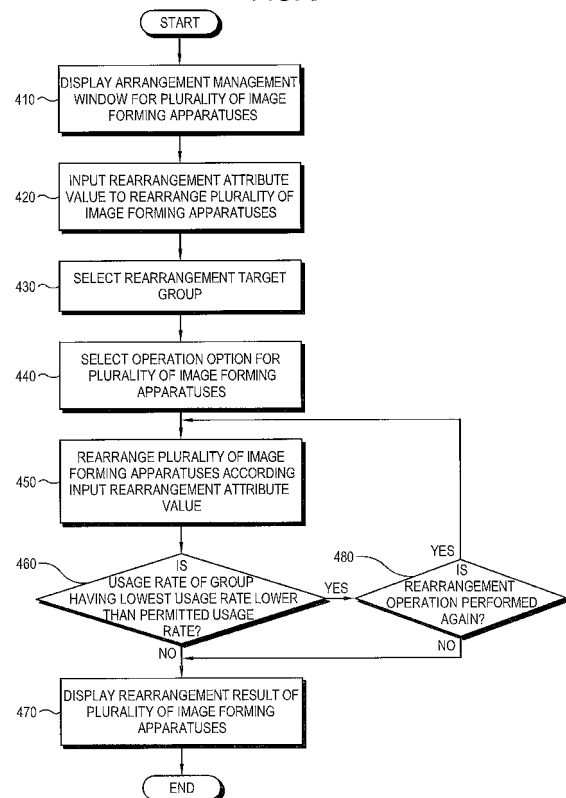 START
410
DISPLAY ARRANGEMENT MANAGEMENT
WINDOW FOR PLURALITY OF IMAGE
FORMING APPARATUSES
420
INPUT REARRANGEMENT ATTRIBUTE
VALUE TO REARRANGE PLURALITY OF
IMAGE FORMING APPARATUSES
430
SELECT REARRANGEMENT TARGET
GROUP
440
SELECT OPERATION OPTION FOR
PLURALITY OF IMAGE FORMING
APPARATUSES
450
REARRANGE PLURALITY OF IMAGE
FORMING APPARATUSES ACCORDING
INPUT REARRANGEMENT ATTRIBUTE
VALUE
460
IS
USAGE RATE OF GROUP
HAVING LOWEST USAGE RATE LOWER
THAN PERMITTED USAGE
RATE?
YES
NO
480
YES
IS
REARRANGEMENT
OPERATION PERFORMED
AGAIN?
NO
470
DISPLAY REARRANGEMENT RESULT OF
PLURALITY OF IMAGE FORMING
APPARATUSES
END